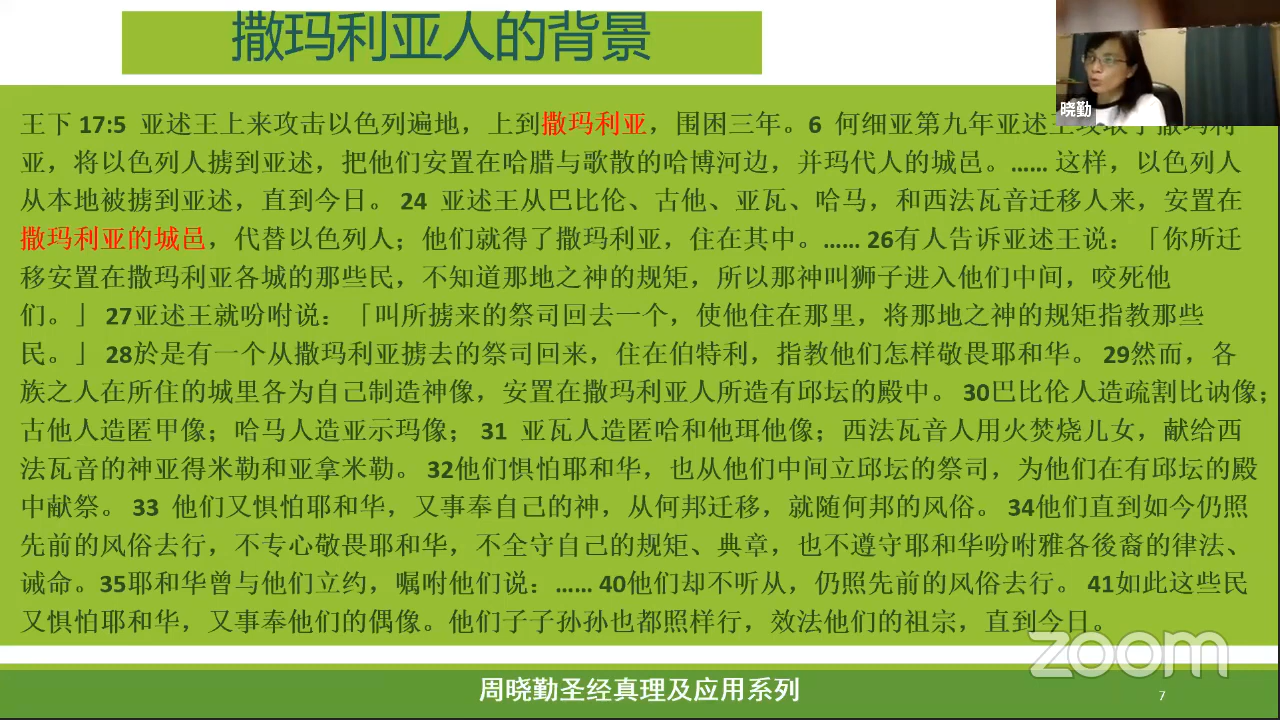 撒玛利亚人的背景
晓勤
王下 17:5 亚述王上来攻击以色列遍地，上到撒玛利亚，围困三年。6 何细亚第九年亚述王攻取了撒玛利
亚，将以色列人掳到亚述，把他们安置在哈腊与歌散的哈博河边，并玛代人的城邑。…… 这样，以色列人
从本地被掳到亚述，直到今日。 24 亚述王从巴比伦、古他、亚瓦、哈马，和西法瓦音迁移人来，安置在
撒玛利亚的城邑，代替以色列人；他们就得了撒玛利亚，住在其中。…… 26有人告诉亚述王说：「你所迁
移安置在撒玛利亚各城的那些民，不知道那地之神的规矩，所以那神叫狮子进入他们中间，咬死他
们。」 27亚述王就吩咐说：「叫所掳来的祭司回去一个，使他住在那里，将那地之神的规矩指教那些
民。」 28於是有一个从撒玛利亚掳去的祭司回来，住在伯特利，指教他们怎样敬畏耶和华。 29然而，各
族之人在所住的城里各为自己制造神像，安置在撒玛利亚人所造有邱坛的殿中。 30巴比伦人造疏割比讷像；
古他人造匿甲像；哈马人造亚示玛像； 31 亚瓦人造匿哈和他珥他像；西法瓦音人用火焚烧儿女，献给西
法瓦音的神亚得米勒和亚拿米勒。 32他们惧怕耶和华，也从他们中间立邱坛的祭司，为他们在有邱坛的殿
中献祭。 33 他们又惧怕耶和华，又事奉自己的神，从何邦迁移，就随何邦的风俗。 34他们直到如今仍照
先前的风俗去行，不专心敬畏耶和华，不全守自己的规矩、典章，也不遵守耶和华吩咐雅各後裔的律法、
诫命。35耶和华曾与他们立约，嘱咐他们说：…… 40他们却不听从，仍照先前的风俗去行。 41如此这些民
又惧怕耶和华，又事奉他们的偶像。他们子子孙孙也都照样行，效法他们的祖宗，直到今日。
zoom
周晓勤圣经真理及应用系列
7